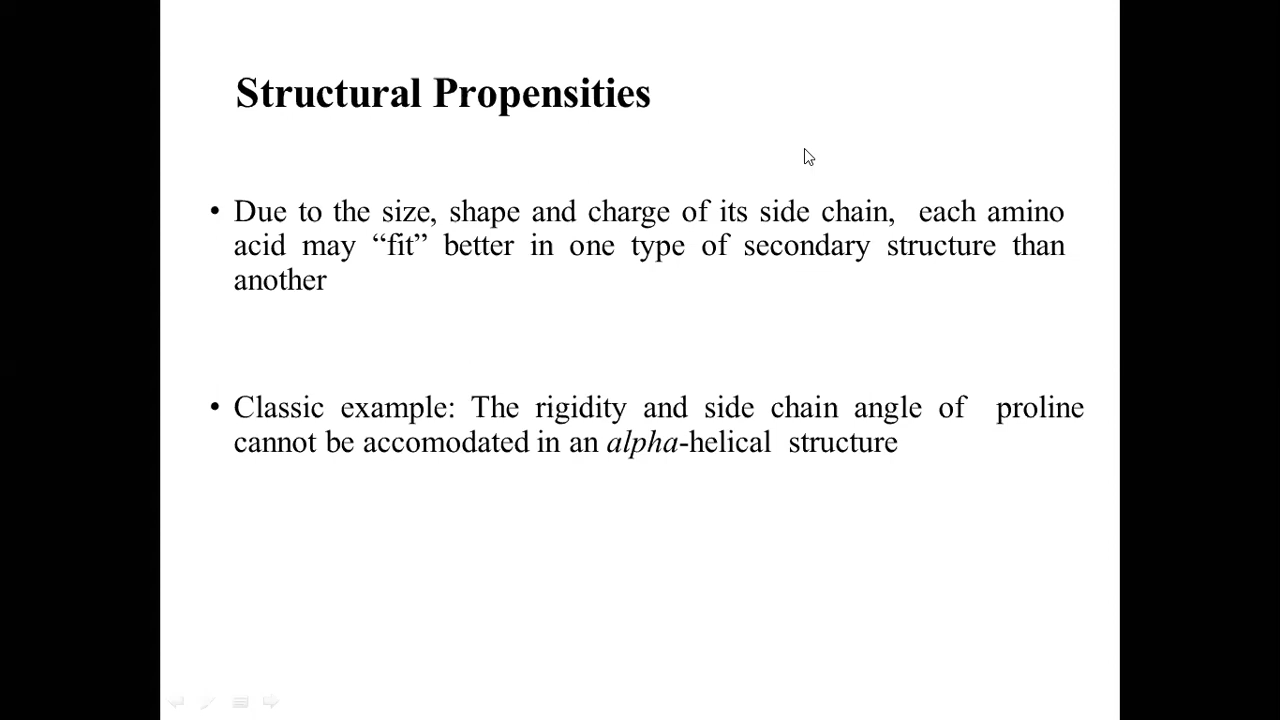 Structural Propensities
• Due to the size, shape and charge of its side chain, each amino
acid may “fit” better in one type of secondary structure than
another
• Classic example: The rigidity and side chain angle of proline
cannot be accomodated in an alpha-helical structure